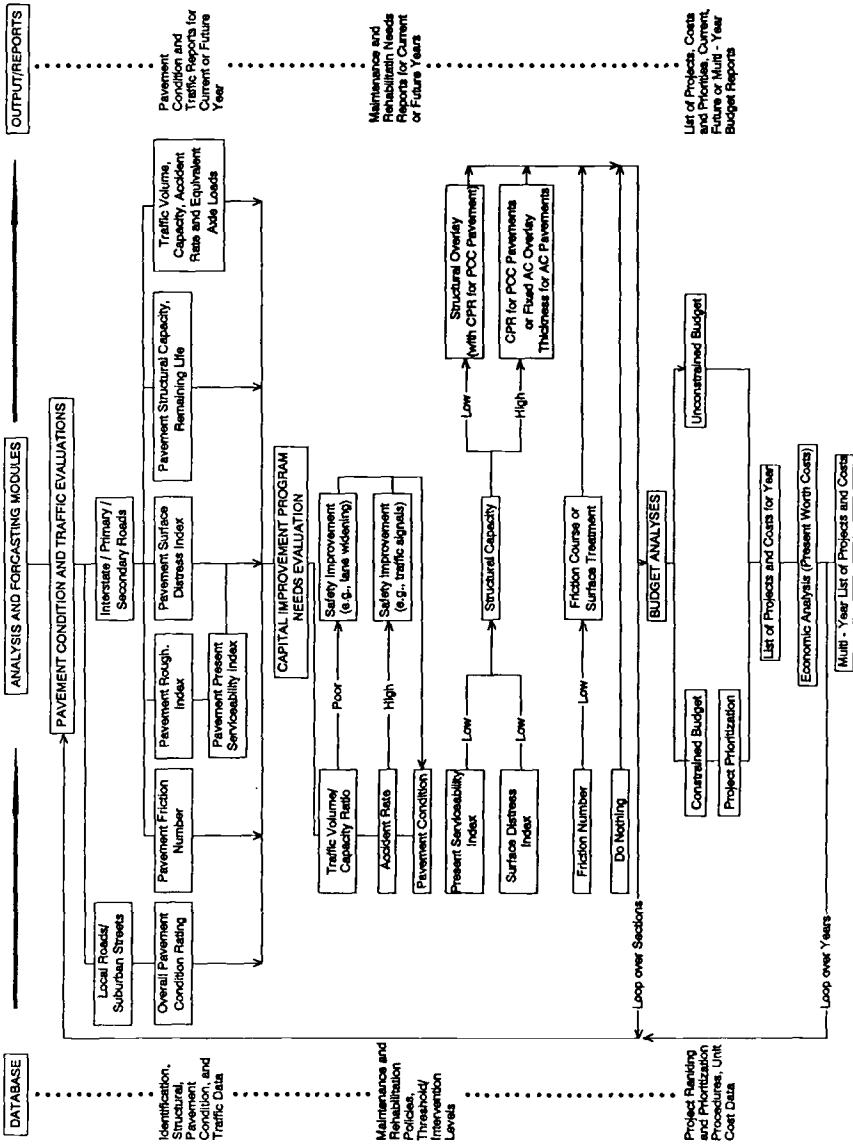 DATABASE
ANALYSIS AND FORCASTING MODULES
OUTPUT/REPORTS
Identification,
Structural,
Pavement
Condition, and
Traffic Data
PAVEMENT CONDITION AND TRAFFIC EVALUATIONS
Local Roads/
Suburban Streets
Interstate / Primary /
Secondary Roads
Overall Pavement
Condition Rating
Pavement Friction
Number
Pavement Rough.
Index
Pavement Surface
Distress Index
Pavement Structural Capacity,
Remaining Life
Traffic Volume,
Capacity, Accident
Rate and Equivalent
Axle Loads
Pavement Present
Serviceability Index
Pavement
Condition and
Traffic Reports for
Current or Future
Year
Maintenance and
Rehabilitation
Policies,
Threshold/
Intervention
Levels
CAPITAL IMPROVEMENT PROGRAM
NEEDS EVALUATION
Traffic Volume/
Capacity Ratio
Poor
Safety Improvement
(e.g., lane widening)
Accident Rate
High
Safety Improvement
(e.g., traffic signals)
Pavement Condition
Maintenance and
Rehabilitatin Needs
Reports for Current
or Future Years
Present Serviceability
Index
Low
Surface Distress
Index
Low
Structural Capacity
Low
Structural Overlay
(with CPR for PCC Pavement)
High
CPR for PCC Pavements
or Fixed AC Overlay
Thickness for AC Pavements
Friction Number
Low
Friction Course or
Surface Treatment
Do Nothing
Loop over Sections
Project Ranking
and Prioritization
Procedures, Unit
Cost Data
BUDGET ANALYSES
Constrained Budget
Unconstrained Budget
Project Prioritization
List of Projects and Costs for Year
Economic Analysis (Present Worth Costs)
Multi - Year List of Projects and Costs
Loop over Years
List of Projects, Costs
and Priorities, Current,
Future or Multi - Year
Budget Reports